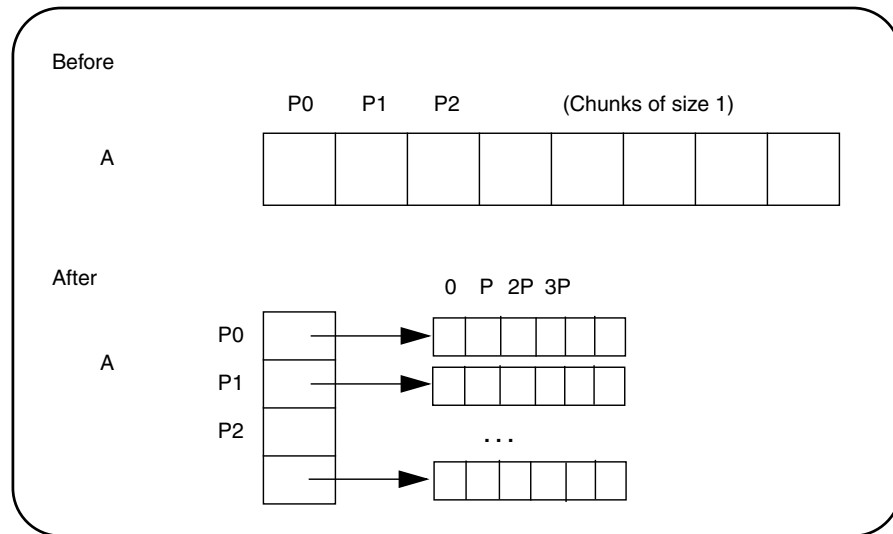 Before
P0 P1 P2 (Chunks of size 1)
A
After
0 P 2P 3P
P0
A
P1
P2
...